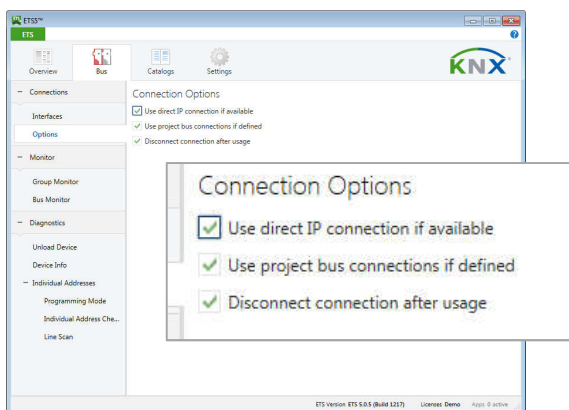 ETS5™
ETS
Overview
Bus
Catalogs
Settings
KNX
Connections
Interfaces
Options
Monitor
Group Monitor
Bus Monitor
Diagnostics
Unload Device
Device Info
Individual Addresses
Programming Mode
Individual Address Che...
Line Scan
Connection Options
Use direct IP connection if available
Use project bus connections if defined
Disconnect connection after usage
Connection Options
Use direct IP connection if available
Use project bus connections if defined
Disconnect connection after usage
ETS Version ETS 5.0.5 (Build 1217) Licenses Demo Apps 0 active